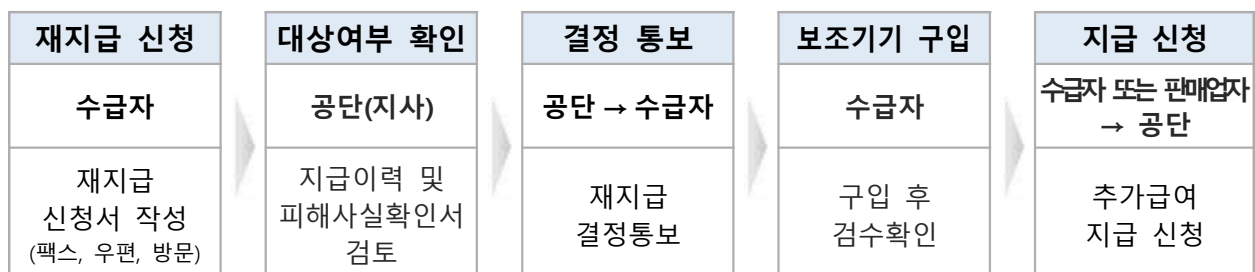 재지급 신청
수급자
재지급
신청서 작성
(팩스, 우편, 방문)
대상여부 확인
공단(지사)
지급이력 및
피해사실확인서
검토
결정 통보
공단 → 수급자
재지급
결정통보
보조기기 구입
수급자
구입 후
검수확인
지급 신청
수급자 또는 판매업자
→ 공단
추가급여
지급 신청